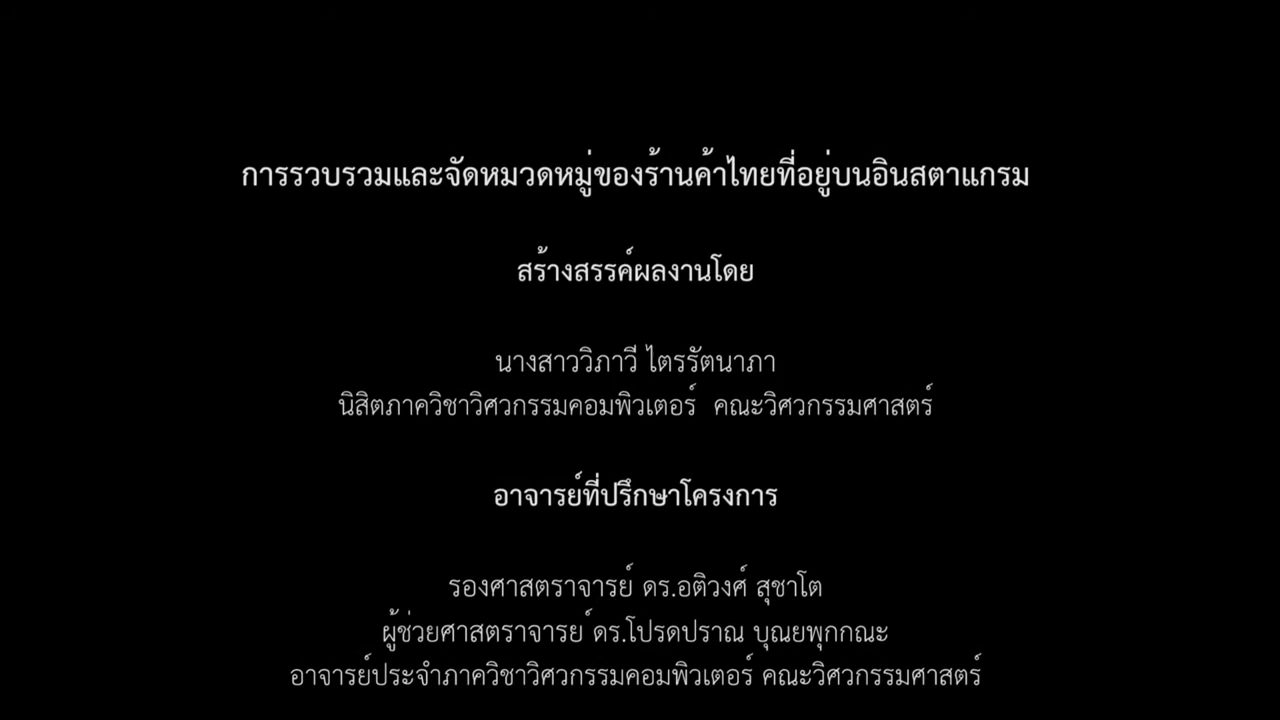 การรวบรวมและจัดหมวดหมู่ของร้านค้าไทยที่อยู่บนอินสตาแกรม
สร้างสรรค์ผลงานโดย
นางสาววิภาวี ไตรรัตนาภา
นิสิตภาควิชาวิศวกรรมคอมพิวเตอร์ คณะวิศวกรรมศาสตร์
อาจารย์ที่ปรึกษาโครงการ
รองศาสตราจารย์ ดร.อติวงศ์ สุชาโต
ผู้ช่วยศาสตราจารย ์ดร.โปรดปราณ บุณยพุกกณะ
อาจารย์ประจำภาควิชาวิศวกรรมคอมพิวเตอร์ คณะวิศวกรรมศาสตร์